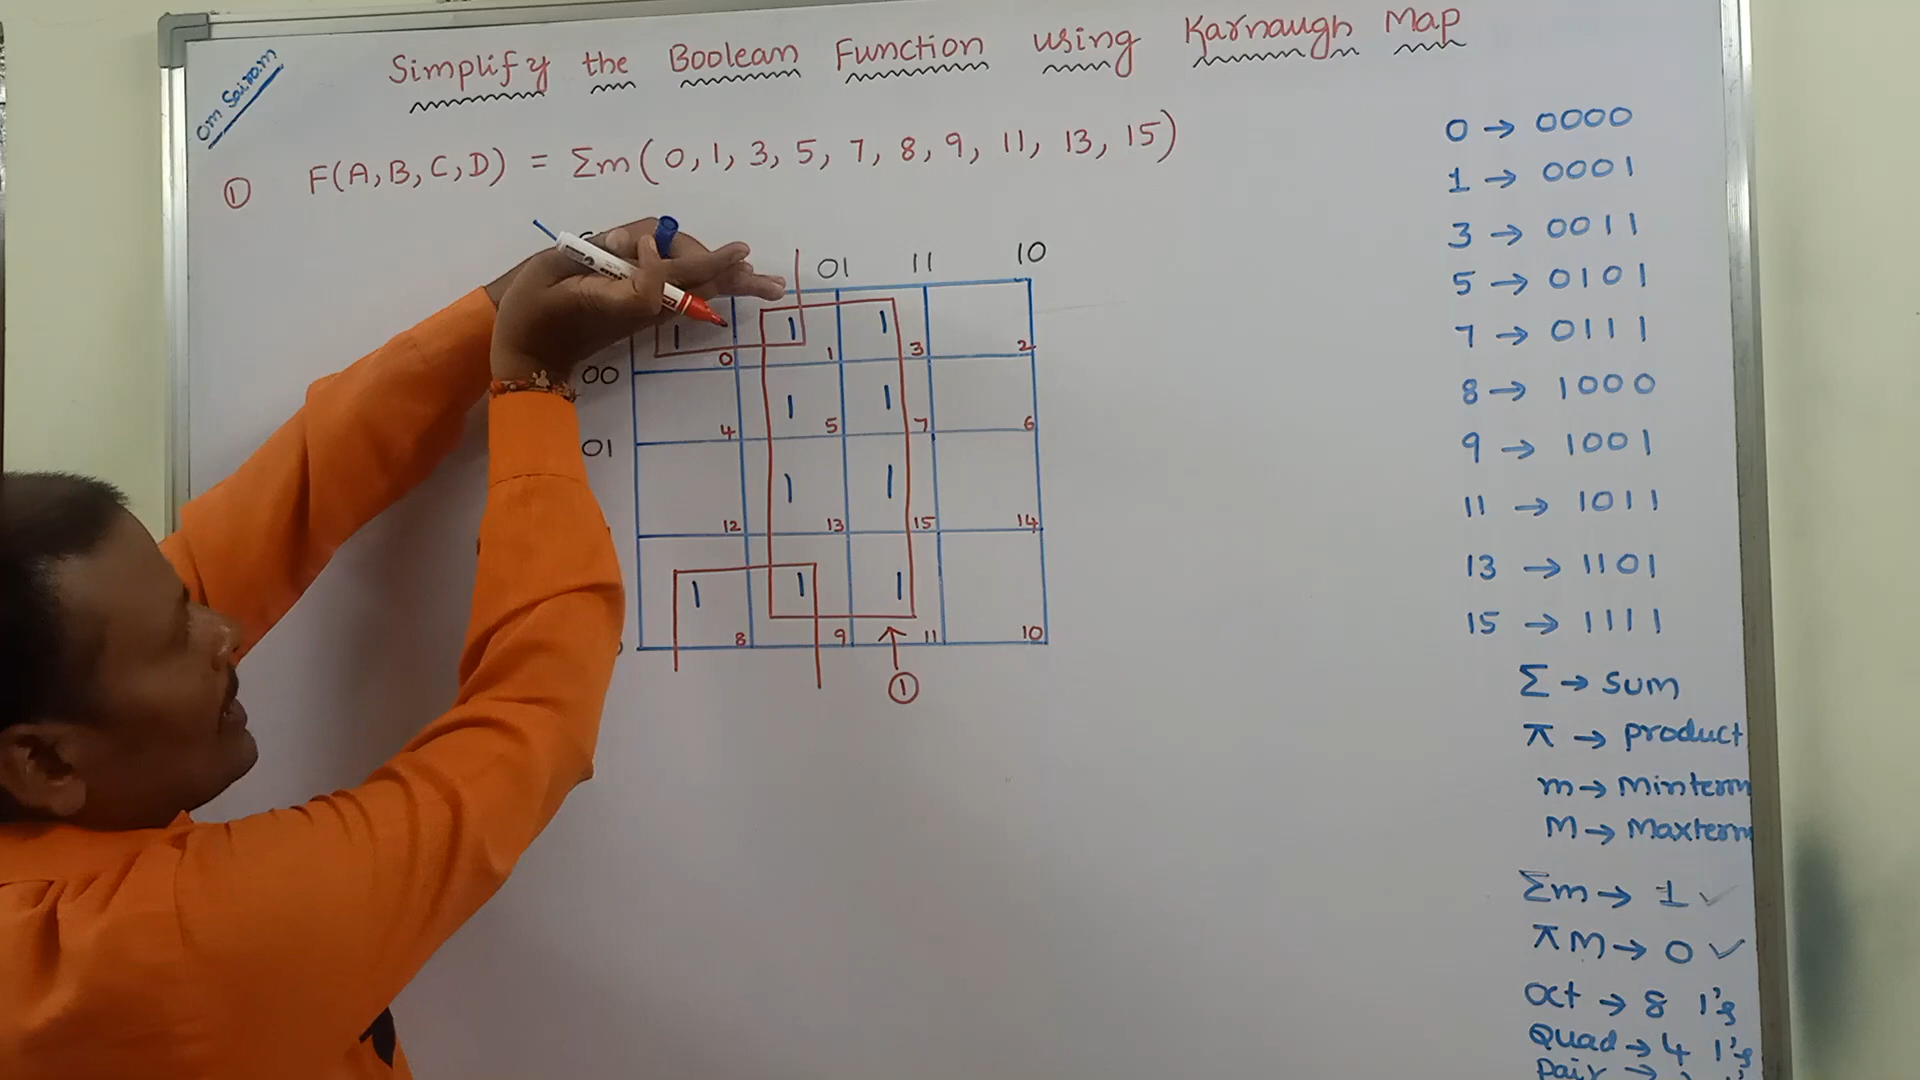 Om Sairam
Simplify the Boolean Function using Karnaugh Map
① F(A,B,C,D) = Σm(0,1,3,5,7,8,9,11,13,15)
01 11 10
1 1 1
0 1 3 2
00
1 1
4 5 7 6
01
1 1
12 13 15 14
1 1 1
8 9 11 10
①
0 → 0000
1 → 0001
3 → 0011
5 → 0101
7 → 0111
8 → 1000
9 → 1001
11 → 1011
13 → 1101
15 → 1111
Σ → sum
π → product
m → Minterm
M → Maxterm
Σm → 1 ✓
πM → 0 ✓
Oct → 8 1's
Quad → 4 1's
Pair →